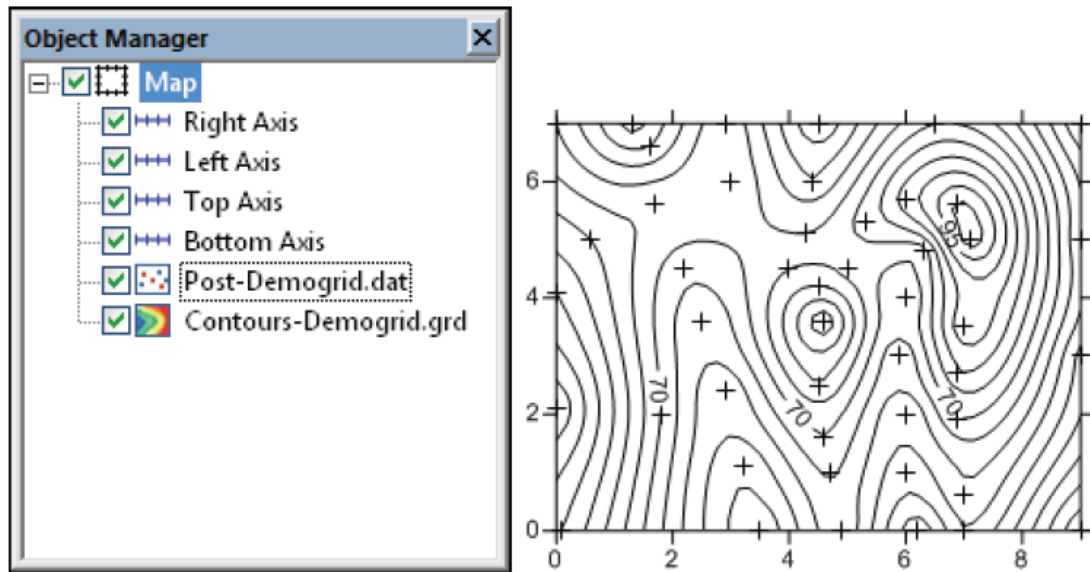 Object Manager
Map
Right Axis
Left Axis
Top Axis
Bottom Axis
Post-Demogrid.dat
Contours-Demogrid.grd
6
4
2
0
0 2 4 6 8
95
70
70
70